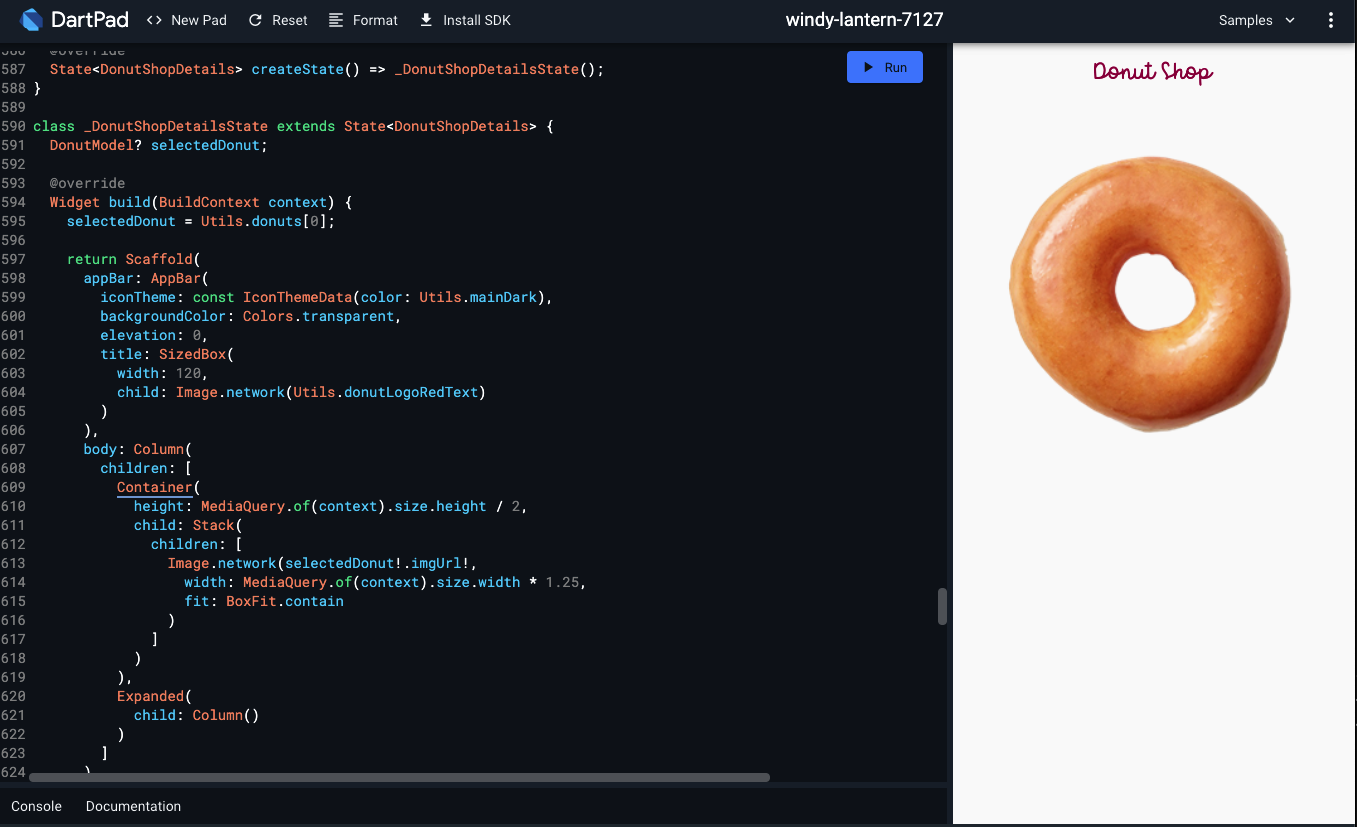 DartPad <> New Pad Reset Format Install SDK windy-lantern-7127 Samples
586 @override
587 State<DonutShopDetails> createState() => _DonutShopDetailsState();
Run
588 }
589
590 class _DonutShopDetailsState extends State<DonutShopDetails> {
591 DonutModel? selectedDonut;
592
593 @override
594 Widget build(BuildContext context) {
595 selectedDonut = Utils.donuts[0];
596
597 return Scaffold(
598 appBar: AppBar(
599 iconTheme: const IconThemeData(color: Utils.mainDark),
600 backgroundColor: Colors.transparent,
601 elevation: 0,
602 title: SizedBox(
603 width: 120,
604 child: Image.network(Utils.donutLogoRedText)
605 )
606 ),
607 body: Column(
608 children: [
609 Container(
610 height: MediaQuery.of(context).size.height / 2,
611 child: Stack(
612 children: [
613 Image.network(selectedDonut!.imgUrl!,
614 width: MediaQuery.of(context).size.width * 1.25,
615 fit: BoxFit.contain
616 )
617 ]
618 )
619 ),
620 Expanded(
621 child: Column()
622 )
623 ]
624 )
Console Documentation
Donut Shop